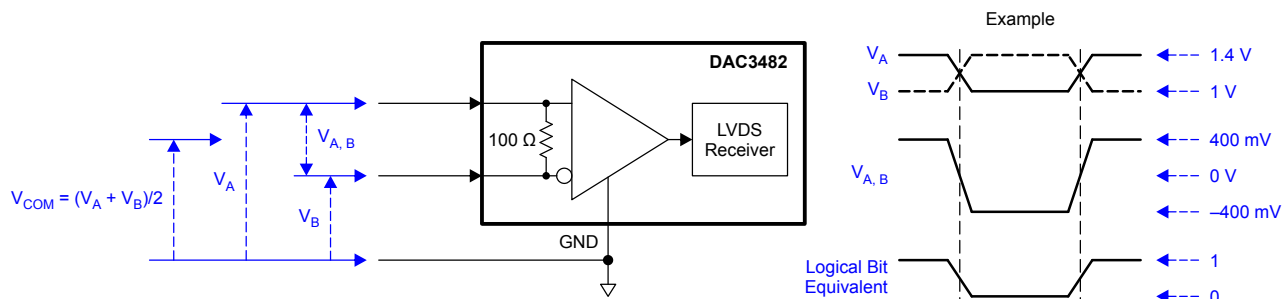 Example
DAC3482
V_A
1.4 V
V_B
1 V
100 Ω
LVDS
Receiver
V_A, B
V_A
V_COM = (V_A + V_B)/2
V_B
GND
400 mV
V_A, B
0 V
–400 mV
Logical Bit
Equivalent
1
0